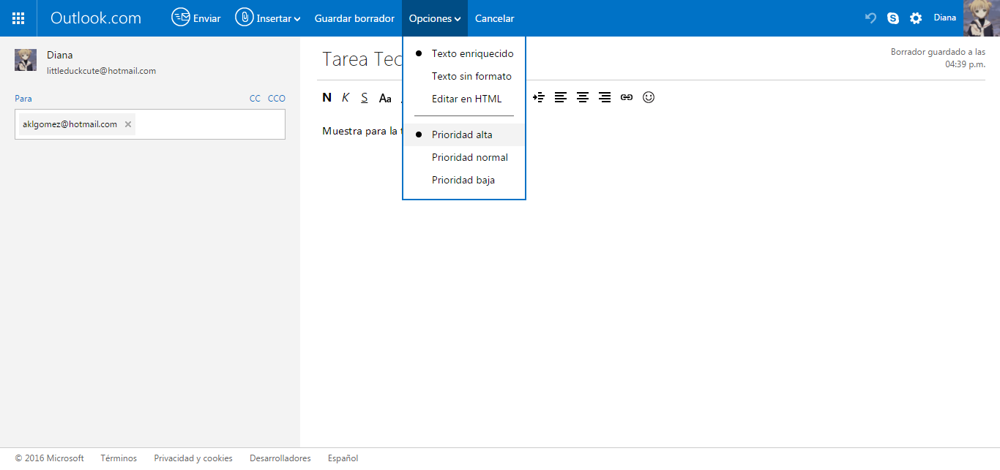 Outlook.com Enviar Insertar Guardar borrador Opciones Cancelar Diana
Diana
littleduckcute@hotmail.com
Para CC CCO
aklgomez@hotmail.com
Tarea Tec
Borrador guardado a las
04:39 p.m.
N K S Aa
Muestra para la
Texto enriquecido
Texto sin formato
Editar en HTML
Prioridad alta
Prioridad normal
Prioridad baja
© 2016 Microsoft Términos Privacidad y cookies Desarrolladores Español